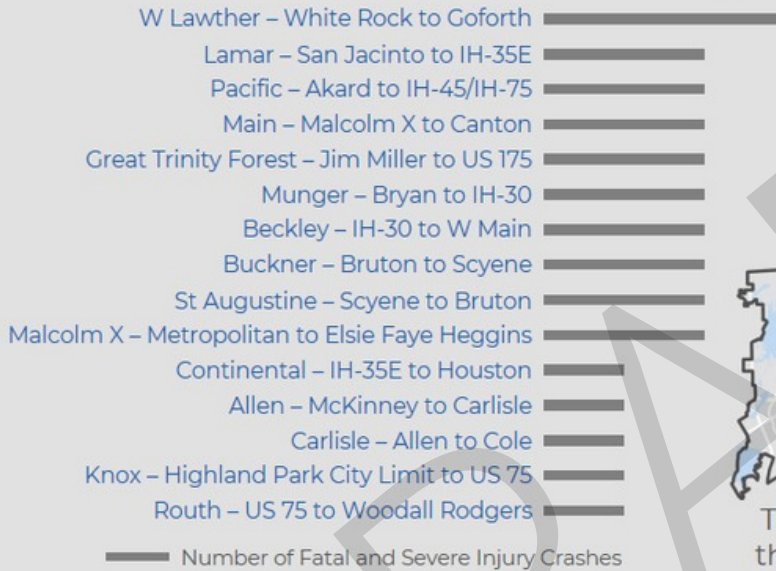 W Lawther – White Rock to Goforth
Lamar – San Jacinto to IH-35E
Pacific – Akard to IH-45/IH-75
Main – Malcolm X to Canton
Great Trinity Forest – Jim Miller to US 175
Munger – Bryan to IH-30
Beckley – IH-30 to W Main
Buckner – Bruton to Scyene
St Augustine – Scyene to Bruton
Malcolm X – Metropolitan to Elsie Faye Heggins
Continental – IH-35E to Houston
Allen – McKinney to Carlisle
Carlisle – Allen to Cole
Knox – Highland Park City Limit to US 75
Routh – US 75 to Woodall Rodgers
Number of Fatal and Severe Injury Crashes